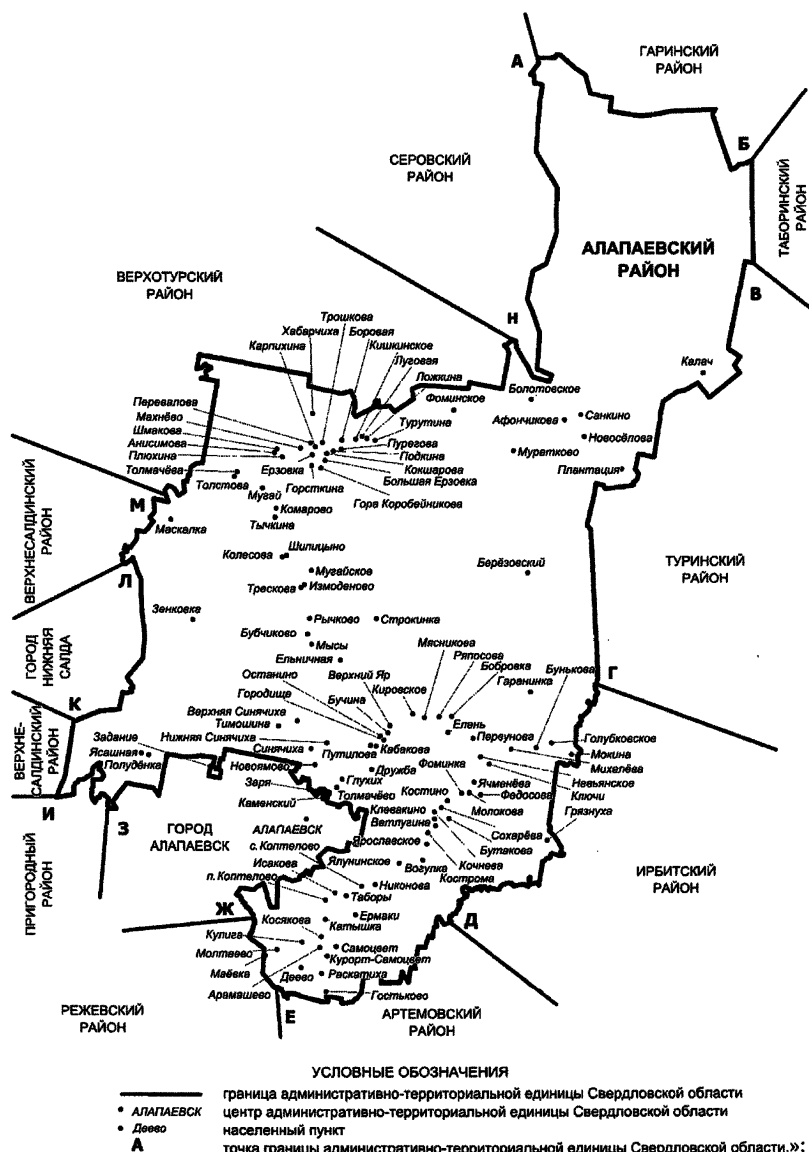 А
ГАРИНСКИЙ
РАЙОН
Б
ТАБОРИНСКИЙ
РАЙОН
СЕРОВСКИЙ
РАЙОН
АЛАПАЕВСКИЙ
РАЙОН
В
ВЕРХОТУРСКИЙ
РАЙОН
Н
Трошкова
Хабарчиха
Боровая
Карпихина
Кишкинское
Луговая
Ложкина
Калач
Болотовское
Фоминское
Перевалова
Махнёво
Шмакова
Анисимова
Плюхина
Толмачёва
Турутина
Афончикова
Санкино
Новосёлова
Пурегова
Подкина
Кокшарова
Большая Ерзовка
Муратково
Плантация
Ерзовка
Толстова
Мугай
Горсткина
Гора Коробейникова
М
Комарово
Тычкина
Маскалка
ВЕРХНЕСАЛДИНСКИЙ
РАЙОН
Л
Колесова
Шипицыно
Мугайское
Трескова
Измоденово
Берёзовский
ТУРИНСКИЙ
РАЙОН
Зенковка
Рычково
Строкинка
Бубчиково
Мысы
Ельничная
ГОРОД
НИЖНЯЯ
САЛДА
Мясникова
Ряпосова
Бобровка
Бунькова
Гаранинка
Г
Останино
Верхний Яр
Городище
Кировское
Бучина
К
Верхняя Синячиха
Тимошина
Елень
Первунова
Голубковское
Задание
Нижняя Синячиха
Мокина
ВЕРХНЕ-
САЛДИНСКИЙ
РАЙОН
Ясашная
Полудёнка
Синячиха
Путилова
Кабакова
Михалёва
Новоямово
Дружба
Фоминка
Невьянское
Заря
Глухих
Ячменёва
Ключи
Толмачёво
Костино
Федосова
Грязнуха
И
З
Каменский
Клевакино
Молокова
ГОРОД
АЛАПАЕВСК
АЛАПАЕВСК
Ветлугина
Сохарёва
с. Коптелово
Ярославское
Бутакова
Исакова
Ялунинское
Вогулка
Кочнева
п. Коптелово
Никонова
Кострома
ИРБИТСКИЙ
РАЙОН
ПРИГОРОДНЫЙ
РАЙОН
Таборы
Ж
Косякова
Ермаки
Катышка
Д
Кулига
Молтаево
Самоцвет
Курорт-Самоцвет
Маёвка
Деево
Раскатиха
Арамашево
Гостьково
РЕЖЕВСКИЙ
РАЙОН
Е
АРТЕМОВСКИЙ
РАЙОН
УСЛОВНЫЕ ОБОЗНАЧЕНИЯ
граница административно-территориальной единицы Свердловской области
АЛАПАЕВСК центр административно-территориальной единицы Свердловской области
Деево населенный пункт
А точка границы административно-территориальной единицы Свердловской области.»;